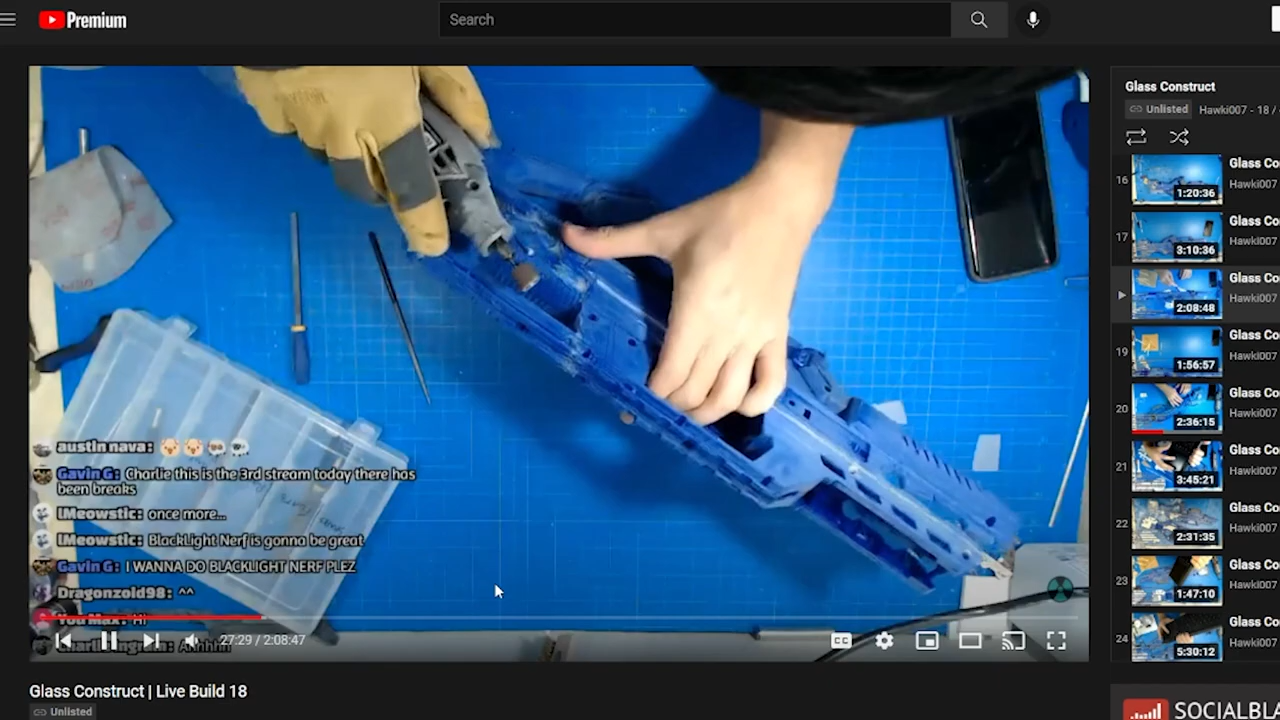 Premium
Search
Glass Construct
Unlisted
Hawki007 - 18 /
16
1:20:36
Glass Co
Hawki007
17
3:10:36
Glass Co
Hawki007
2:08:48
Glass Co
Hawki007
19
1:56:57
Glass Co
Hawki007
20
2:36:15
Glass Co
Hawki007
21
3:45:21
Glass Co
Hawki007
22
2:31:35
Glass Co
Hawki007
23
1:47:10
Glass Co
Hawki007
24
5:30:12
Glass Co
Hawki007
austin nava:
Gavin G: Charlie this is the 3rd stream today there has
been breaks
IMeowstic: once more...
IMeowstic: BlackLight Nerf is gonna be great
Gavin G: I WANNA DO BLACKLIGHT NERF PLEZ
Dragonzold98: ^^
You Max: Hi
27:29 / 2:08:47
CC
Glass Construct | Live Build 18
Unlisted
SOCIALBLA